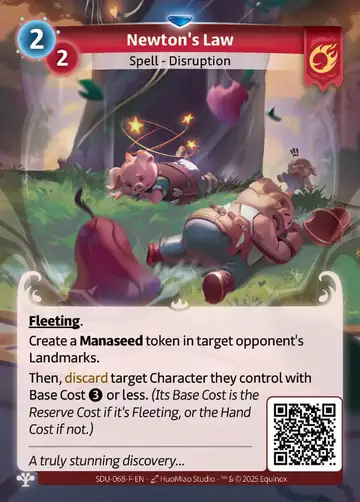 2
2
Newton's Law
Spell - Disruption
Fleeting.
Create a Manaseed token in target opponent's
Landmarks.
Then, discard target Character they control with
Base Cost 3 or less. (Its Base Cost is the
Reserve Cost if it's Fleeting, or the Hand
Cost if not.)
A truly stunning discovery...
SDU-068-F-EN - HuoMiao Studio - ™ & © 2025 Equinox